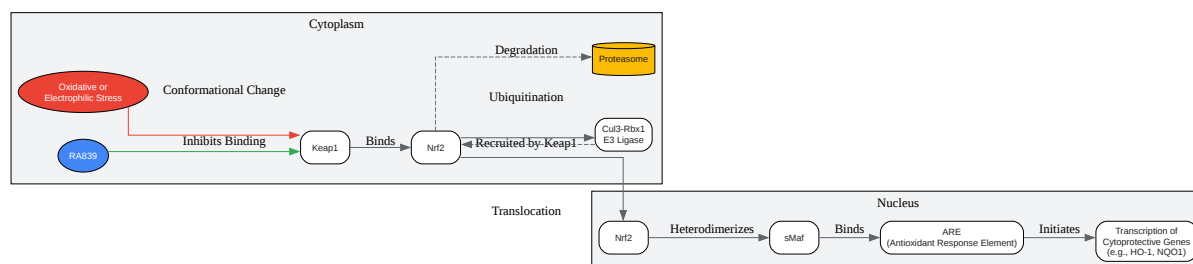 Cytoplasm
Degradation
Proteasome
Oxidative or
Electrophilic Stress
Conformational Change
Ubiquitination
Cul3-Rbx1
E3 Ligase
Inhibits Binding
RA839
Keap1
Binds
Nrf2
Recruited by Keap1
Translocation
Nucleus
Nrf2
Heterodimerizes
sMaf
Binds
ARE
(Antioxidant Response Element)
Initiates
Transcription of
Cytoprotective Genes
(e.g., HO-1, NQO1)